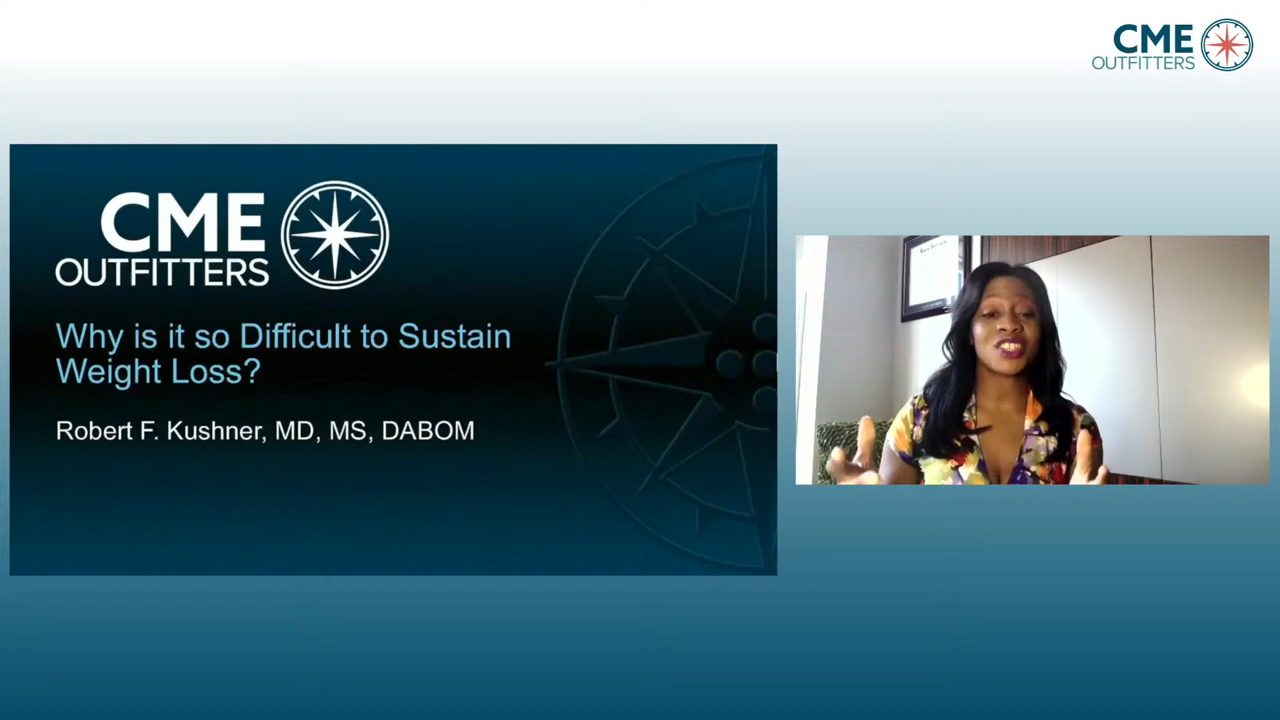 CME
OUTFITTERS
CME
OUTFITTERS
Why is it so Difficult to Sustain
Weight Loss?
Robert F. Kushner, MD, MS, DABOM